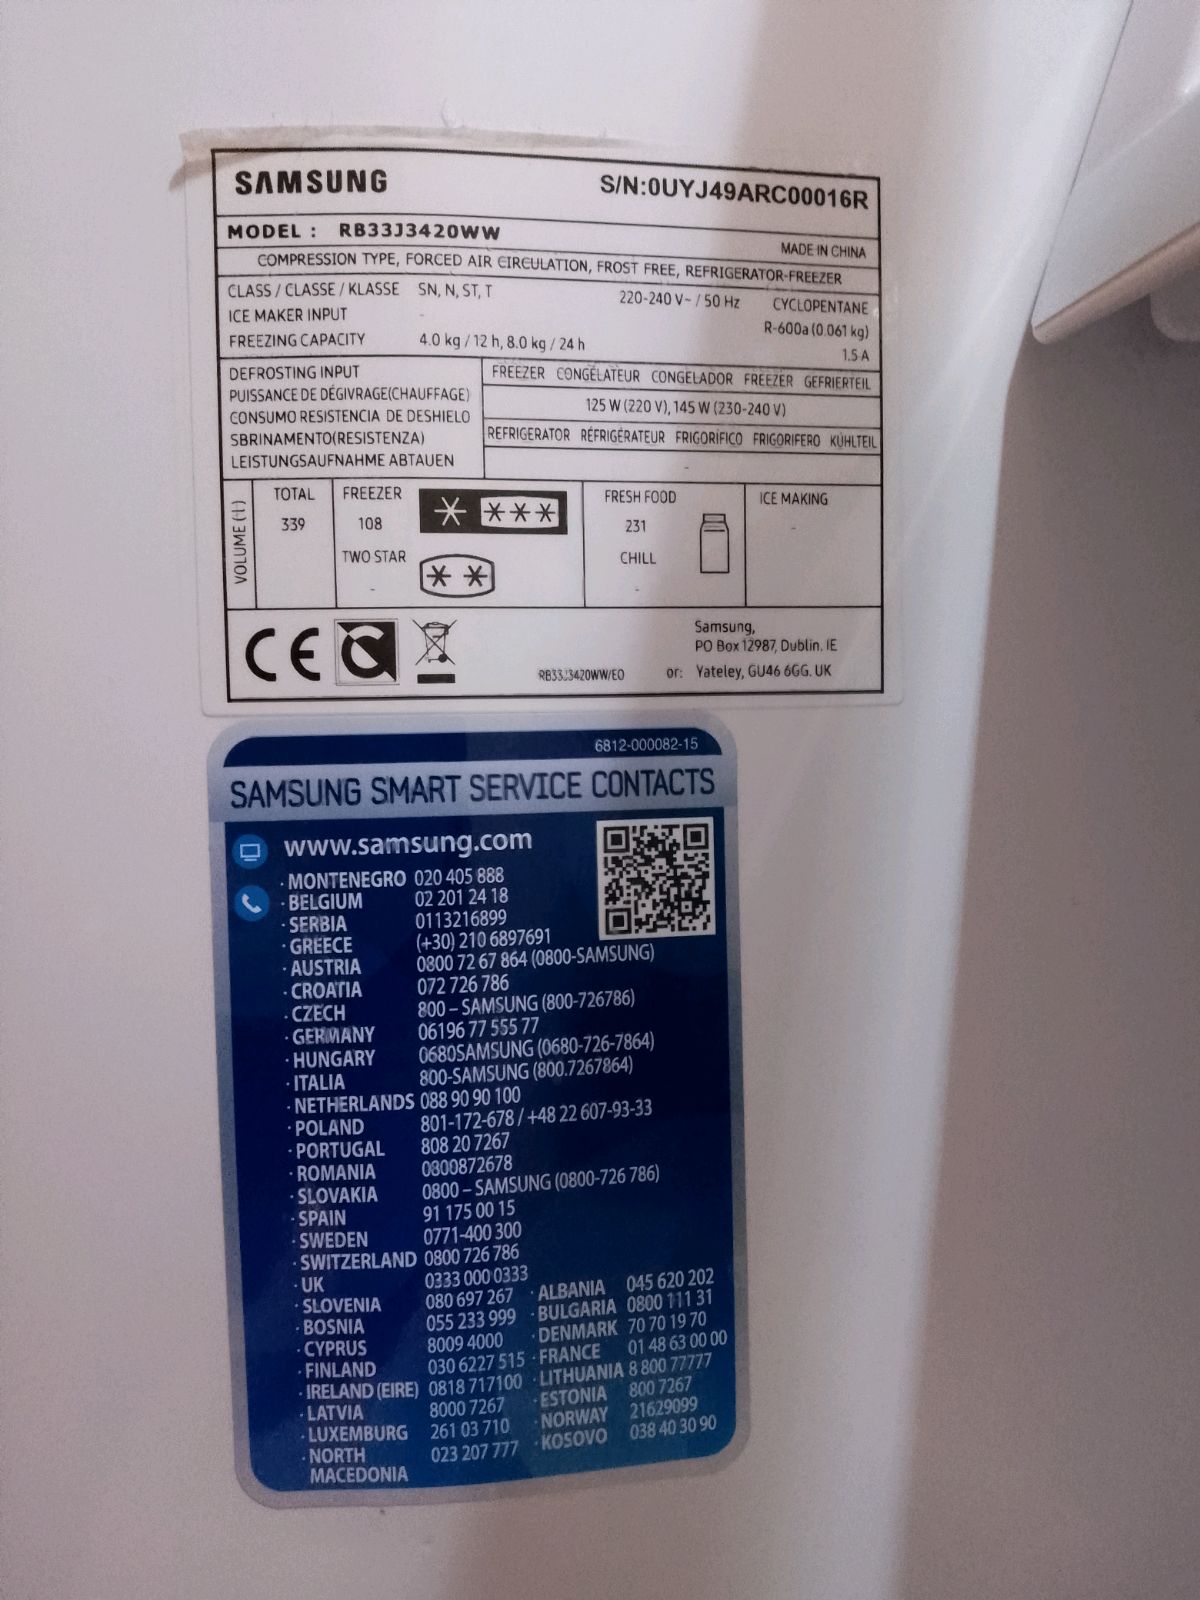 SAMSUNG S/N:0UYJ49ARC00016R
MODEL : RB33J3420WW MADE IN CHINA
COMPRESSION TYPE, FORCED AIR CIRCULATION, FROST FREE, REFRIGERATOR-FREEZER
CLASS / CLASSE / KLASSE SN, N, ST, T 220-240 V~ / 50 Hz CYCLOPENTANE
ICE MAKER INPUT - R-600a (0.061 kg)
FREEZING CAPACITY 4.0 kg / 12 h, 8.0 kg / 24 h 1.5 A
DEFROSTING INPUT
PUISSANCE DE DÉGIVRAGE(CHAUFFAGE)
CONSUMO RESISTENCIA DE DESHIELO
SBRINAMENTO(RESISTENZA)
LEISTUNGSAUFNAHME ABTAUEN
FREEZER CONGÉLATEUR CONGELADOR FREEZER GEFRIERTEIL
125 W (220 V), 145 W (230-240 V)
REFRIGERATOR RÉFRIGÉRATEUR FRIGORÍFICO FRIGORIFERO KÜHLTEIL
-
VOLUME (l)
TOTAL
339
FREEZER
108
TWO STAR
-
FRESH FOOD
231
CHILL
-
ICE MAKING
-
CE
Samsung,
PO Box 12987, Dublin. IE
RB33J3420WW/EO or: Yateley, GU46 6GG. UK
6812-000082-15
SAMSUNG SMART SERVICE CONTACTS
www.samsung.com
· MONTENEGRO 020 405 888
· BELGIUM 02 201 24 18
· SERBIA 0113216899
· GREECE (+30) 210 6897691
· AUSTRIA 0800 72 67 864 (0800-SAMSUNG)
· CROATIA 072 726 786
· CZECH 800 – SAMSUNG (800-726786)
· GERMANY 06196 77 555 77
· HUNGARY 0680SAMSUNG (0680-726-7864)
· ITALIA 800-SAMSUNG (800.7267864)
· NETHERLANDS 088 90 90 100
· POLAND 801-172-678 / +48 22 607-93-33
· PORTUGAL 808 20 7267
· ROMANIA 0800872678
· SLOVAKIA 0800 – SAMSUNG (0800-726 786)
· SPAIN 91 175 00 15
· SWEDEN 0771-400 300
· SWITZERLAND 0800 726 786
· UK 0333 000 0333
· SLOVENIA 080 697 267
· BOSNIA 055 233 999
· CYPRUS 8009 4000
· FINLAND 030 6227 515
· IRELAND (EIRE) 0818 717100
· LATVIA 8000 7267
· LUXEMBURG 261 03 710
· NORTH 023 207 777
MACEDONIA
· ALBANIA 045 620 202
· BULGARIA 0800 111 31
· DENMARK 70 70 19 70
· FRANCE 01 48 63 00 00
· LITHUANIA 8 800 77777
· ESTONIA 800 7267
· NORWAY 21629099
· KOSOVO 038 40 30 90